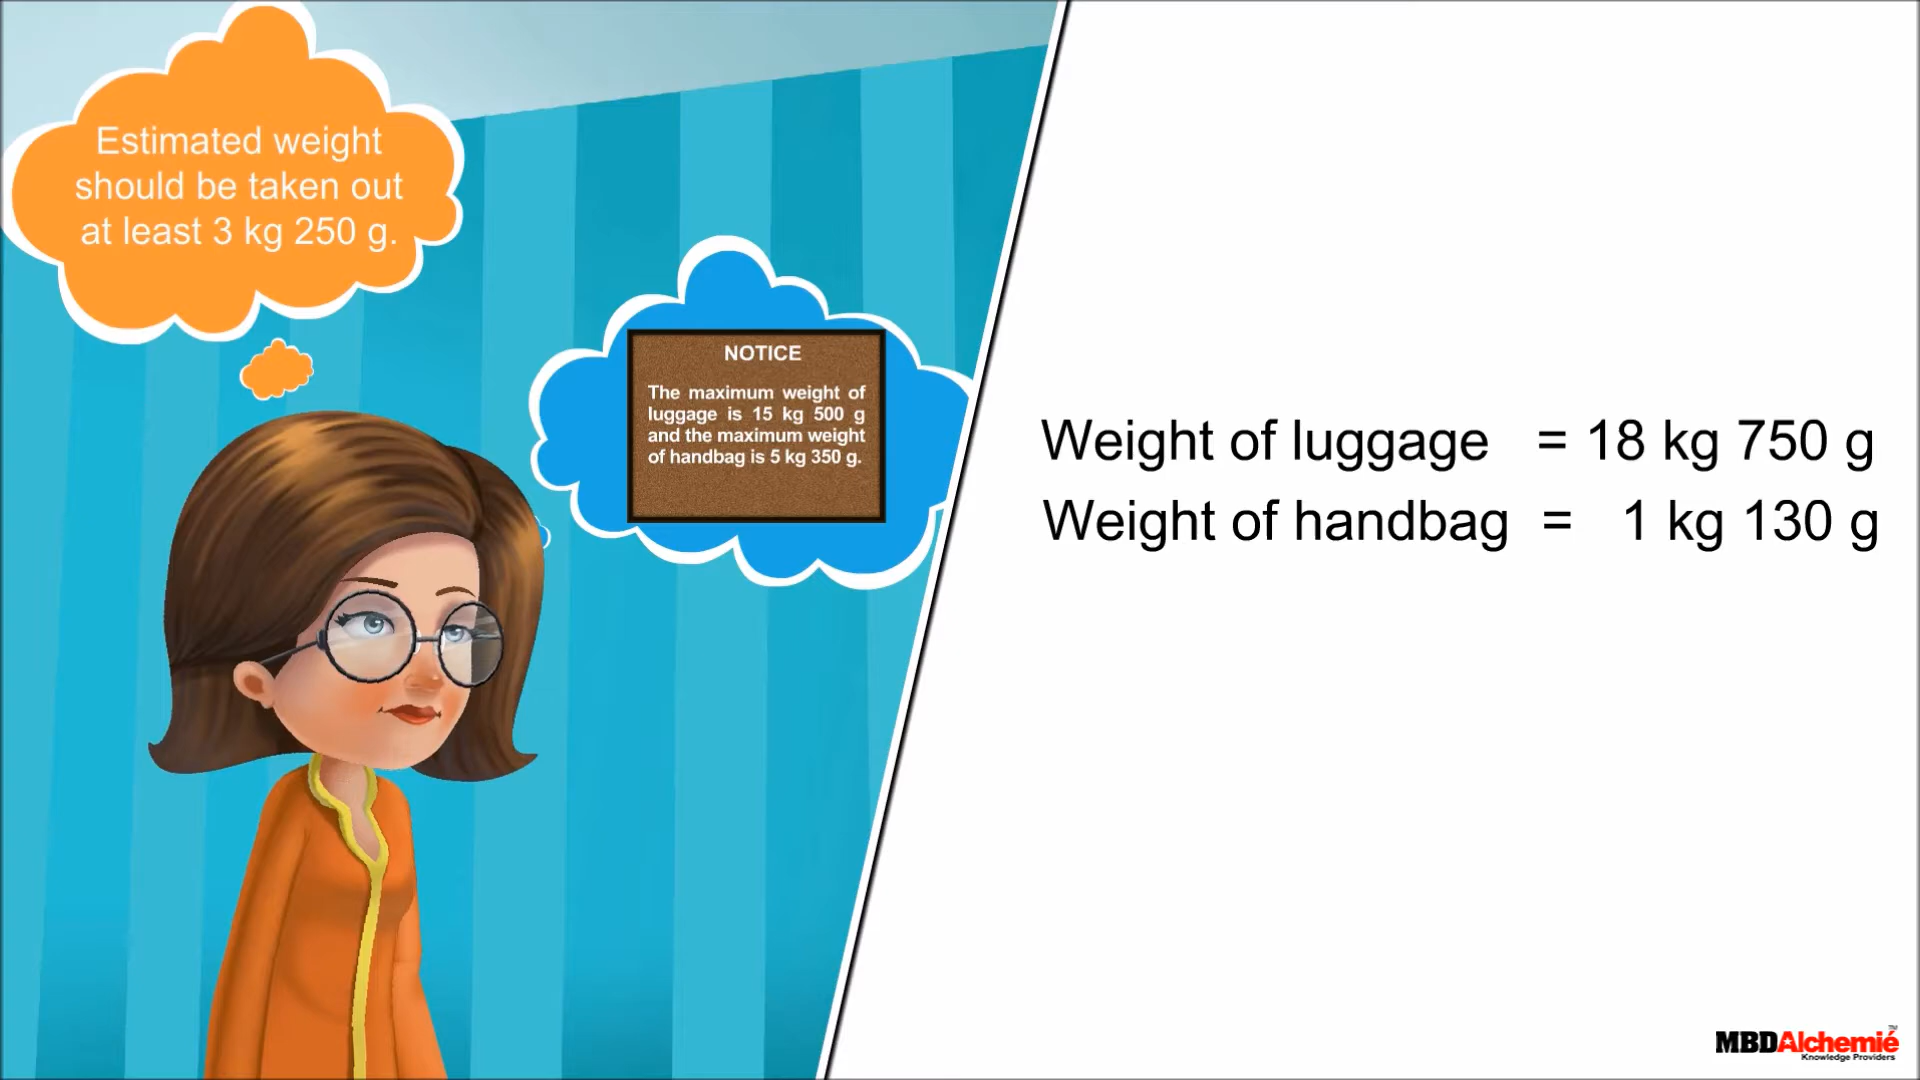 Estimated weight
should be taken out
at least 3 kg 250 g.
NOTICE
The maximum weight of
luggage is 15 kg 500 g
and the maximum weight
of handbag is 5 kg 350 g.
Weight of luggage = 18 kg 750 g
Weight of handbag = 1 kg 130 g
MBDAlchemié™
Knowledge Providers